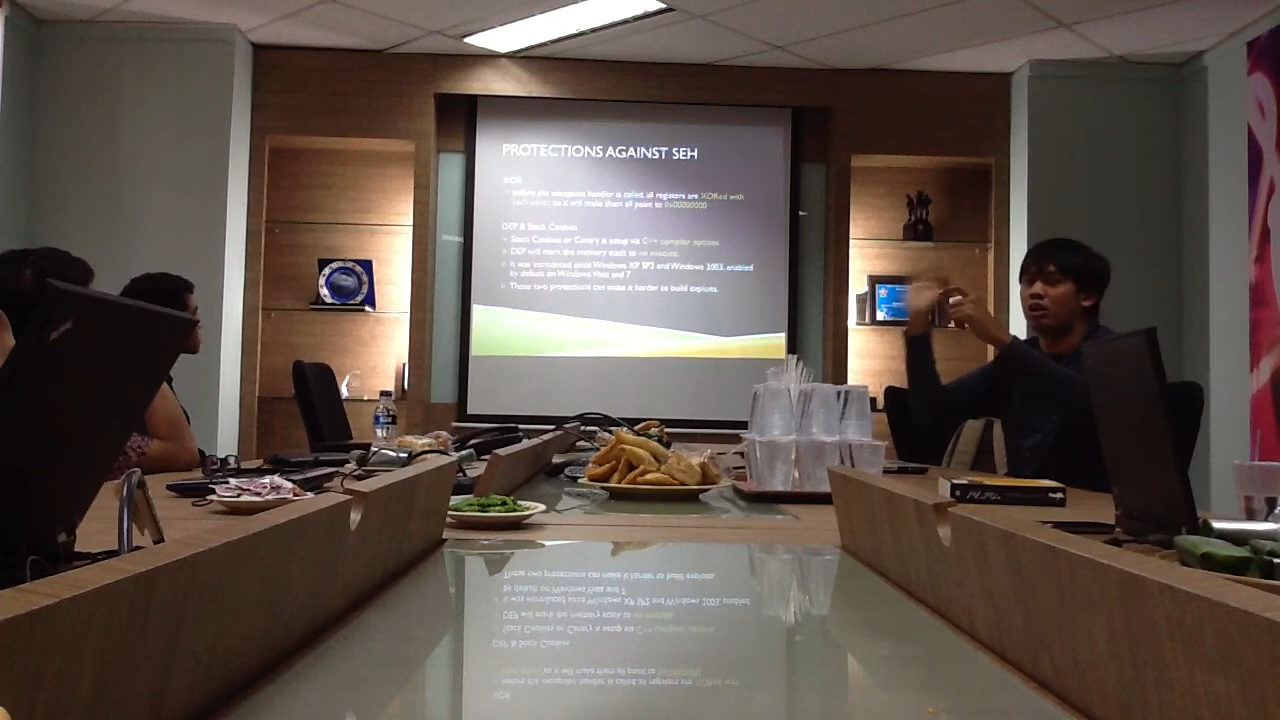 PROTECTIONS AGAINST SEH
XOR
before the exception handler is called, all registers are XORed with
each other, so it will make them all point to 0x00000000
DEP & Stack Cookies
Stack Cookies or Canary is setup via C++ compiler options
DEP will mark the memory stack to no execute.
It was introduced since Windows XP SP2 and Windows 2003, enabled
by default on Windows Vista and 7
These two protections can make it harder to build exploits.